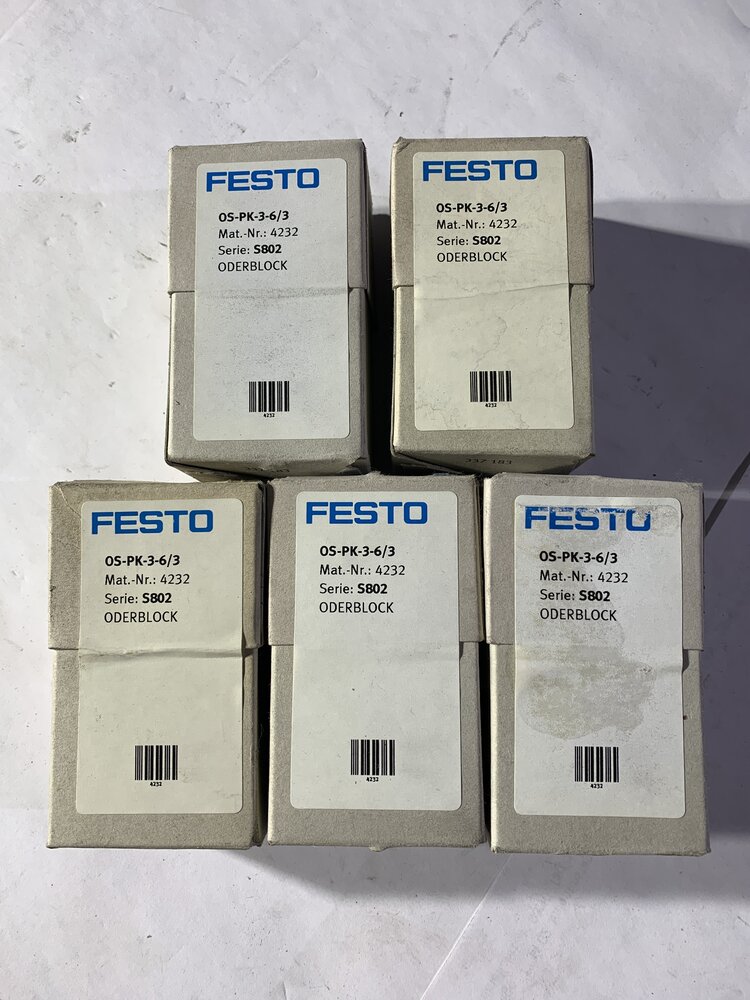 FESTO
OS-PK-3-6/3
Mat.-Nr.: 4232
Serie: S802
ODERBLOCK
4232
FESTO
OS-PK-3-6/3
Mat.-Nr.: 4232
Serie: S802
ODERBLOCK
4232
337 183
FESTO
OS-PK-3-6/3
Mat.-Nr.: 4232
Serie: S802
ODERBLOCK
4232
FESTO
OS-PK-3-6/3
Mat.-Nr.: 4232
Serie: S802
ODERBLOCK
4232
FESTO
OS-PK-3-6/3
Mat.-Nr.: 4232
Serie: S802
ODERBLOCK
4232